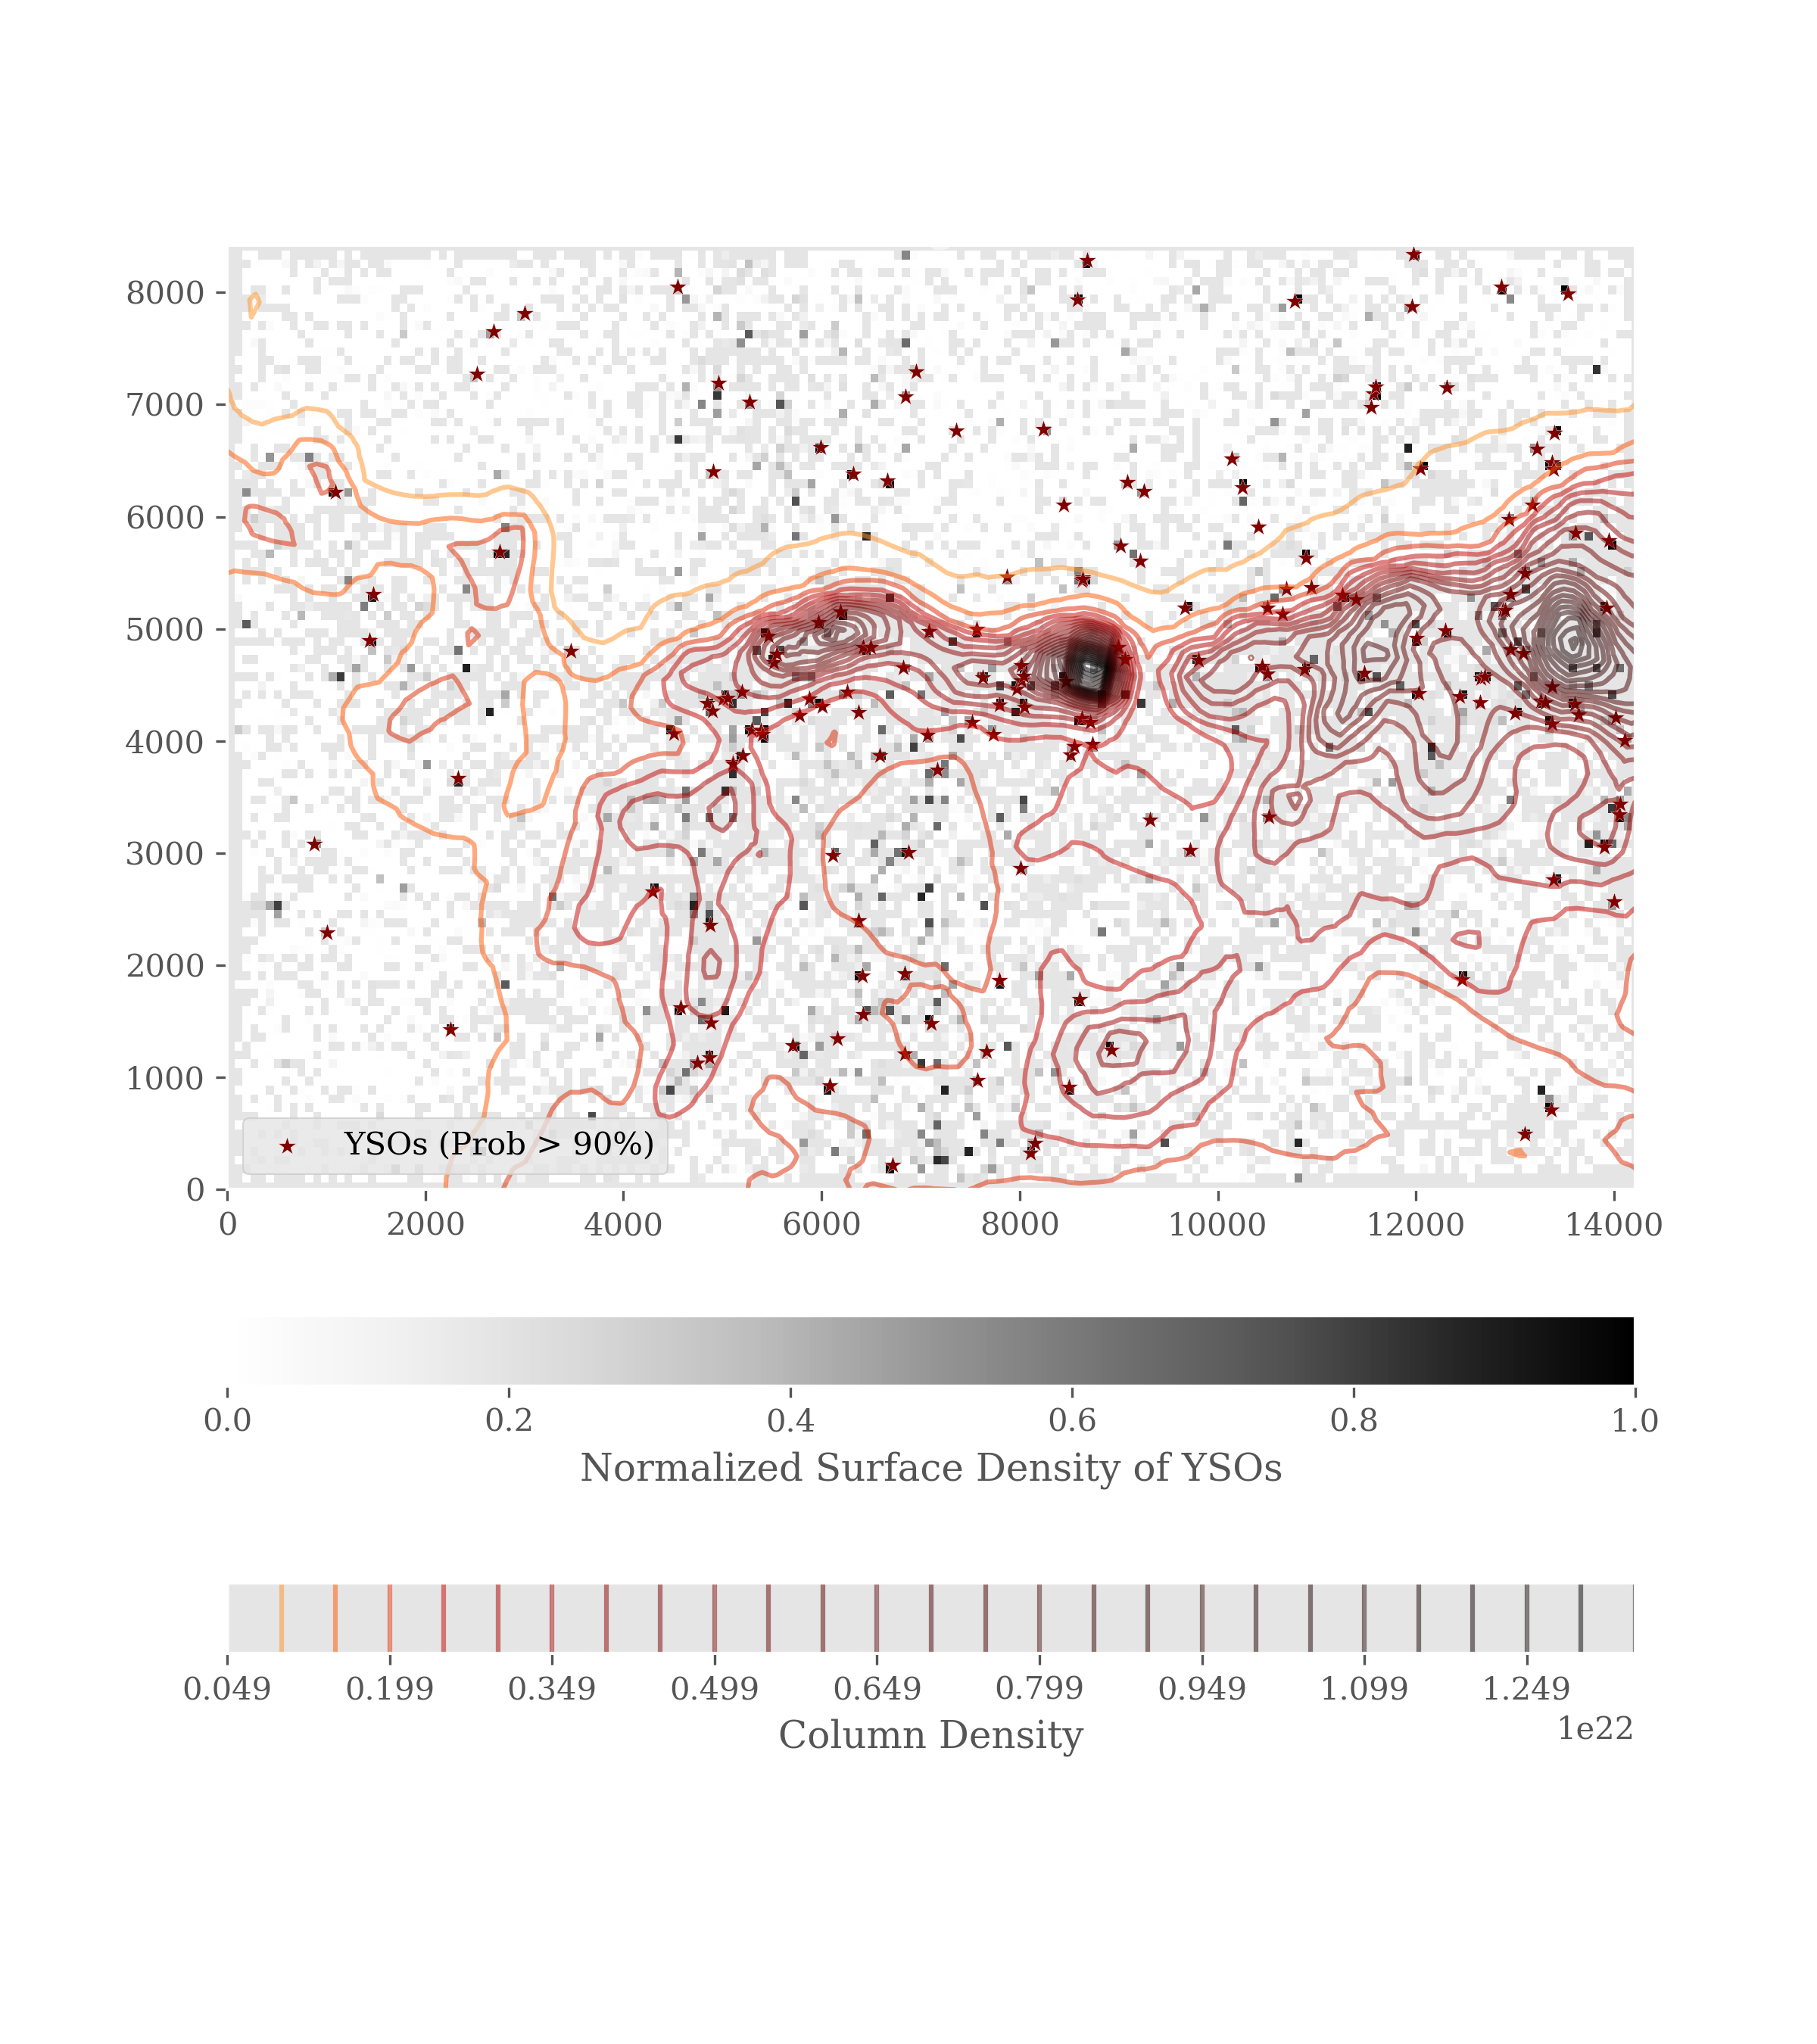 8000
7000
6000
5000
4000
3000
2000
1000
0
YSOs (Prob > 90%)
0 2000 4000 6000 8000 10000 12000 14000
0.0 0.2 0.4 0.6 0.8 1.0
Normalized Surface Density of YSOs
0.049 0.199 0.349 0.499 0.649 0.799 0.949 1.099 1.249
1e22
Column Density